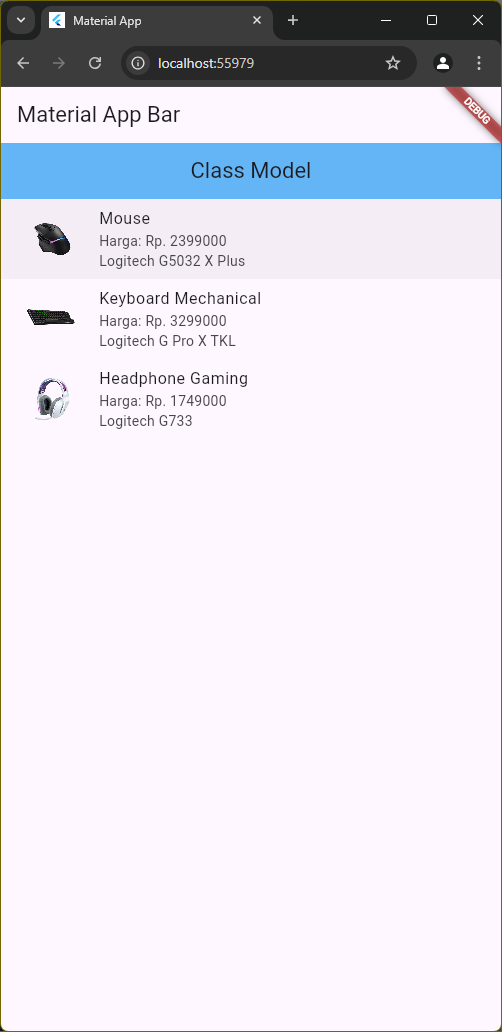 Material App
localhost:55979
Material App Bar
DEBUG
Class Model
Mouse
Harga: Rp. 2399000
Logitech G5032 X Plus
Keyboard Mechanical
Harga: Rp. 3299000
Logitech G Pro X TKL
Headphone Gaming
Harga: Rp. 1749000
Logitech G733